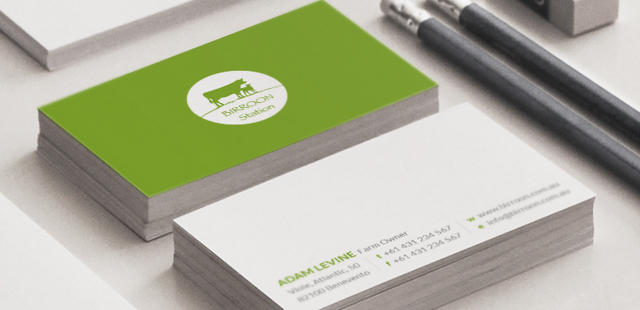 BIRROON
Station
ADAM LEVINE Farm Owner
Viale, Atlantic, 50
82100 Benevento
t +61 431 234 567
f +61 431 234 567
w www.birroon.com.au
e info@birroon.com.au